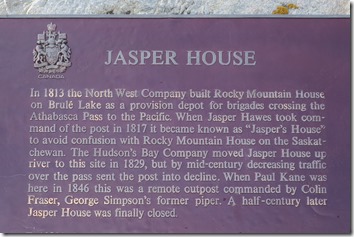 CANADA
JASPER HOUSE
In 1813 the North West Company built Rocky Mountain House
on Brulé Lake as a provision depot for brigades crossing the
Athabasca Pass to the Pacific. When Jasper Hawes took com-
mand of the post in 1817 it became known as "Jasper's House"
to avoid confusion with Rocky Mountain House on the Saskat-
chewan. The Hudson's Bay Company moved Jasper House up
river to this site in 1829, but by mid-century decreasing traffic
over the pass sent the post into decline. When Paul Kane was
here in 1846 this was a remote outpost commanded by Colin
Fraser, George Simpson's former piper. A half-century later
Jasper House was finally closed.